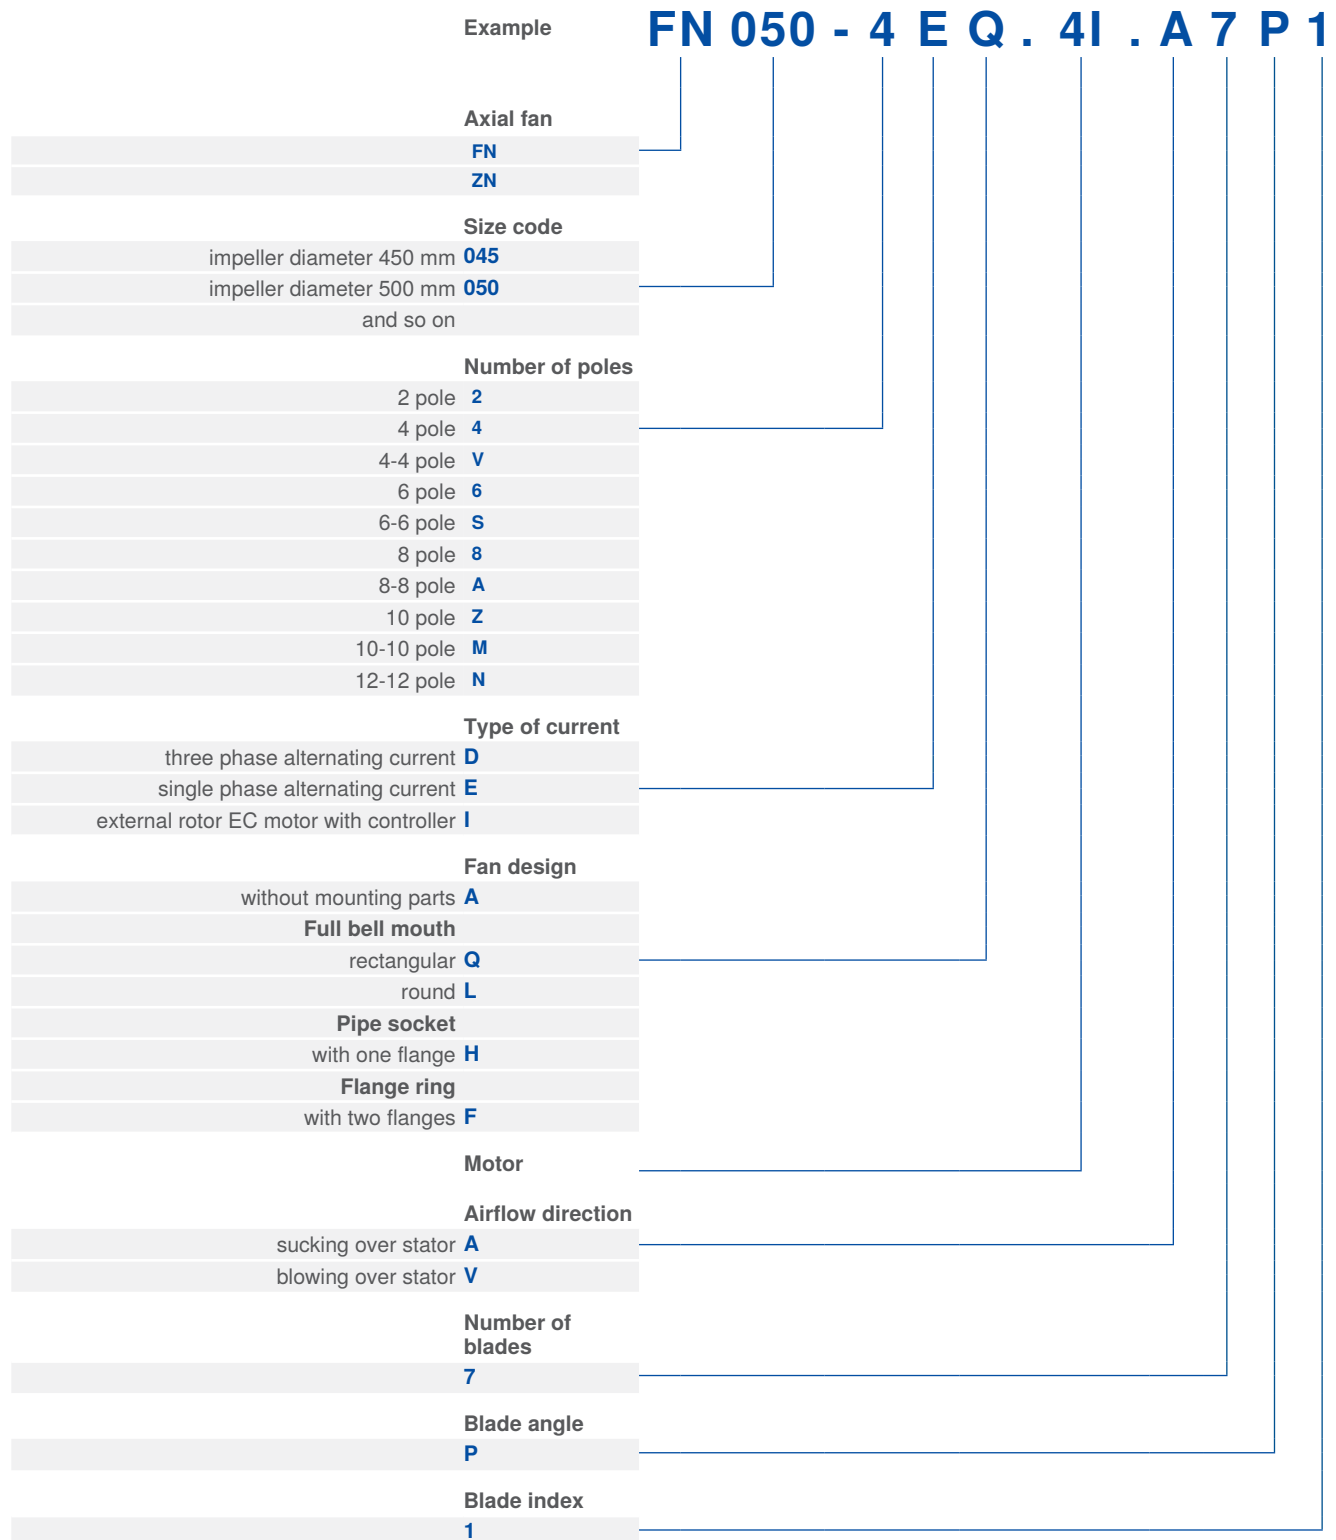 Example FN 050 - 4 E Q . 4I . A 7 P 1
Axial fan
FN
ZN
Size code
impeller diameter 450 mm 045
impeller diameter 500 mm 050
and so on
Number of poles
2 pole 2
4 pole 4
4-4 pole V
6 pole 6
6-6 pole S
8 pole 8
8-8 pole A
10 pole Z
10-10 pole M
12-12 pole N
Type of current
three phase alternating current D
single phase alternating current E
external rotor EC motor with controller I
Fan design
without mounting parts A
Full bell mouth
rectangular Q
round L
Pipe socket
with one flange H
Flange ring
with two flanges F
Motor
Airflow direction
sucking over stator A
blowing over stator V
Number of
blades
7
Blade angle
P
Blade index
1